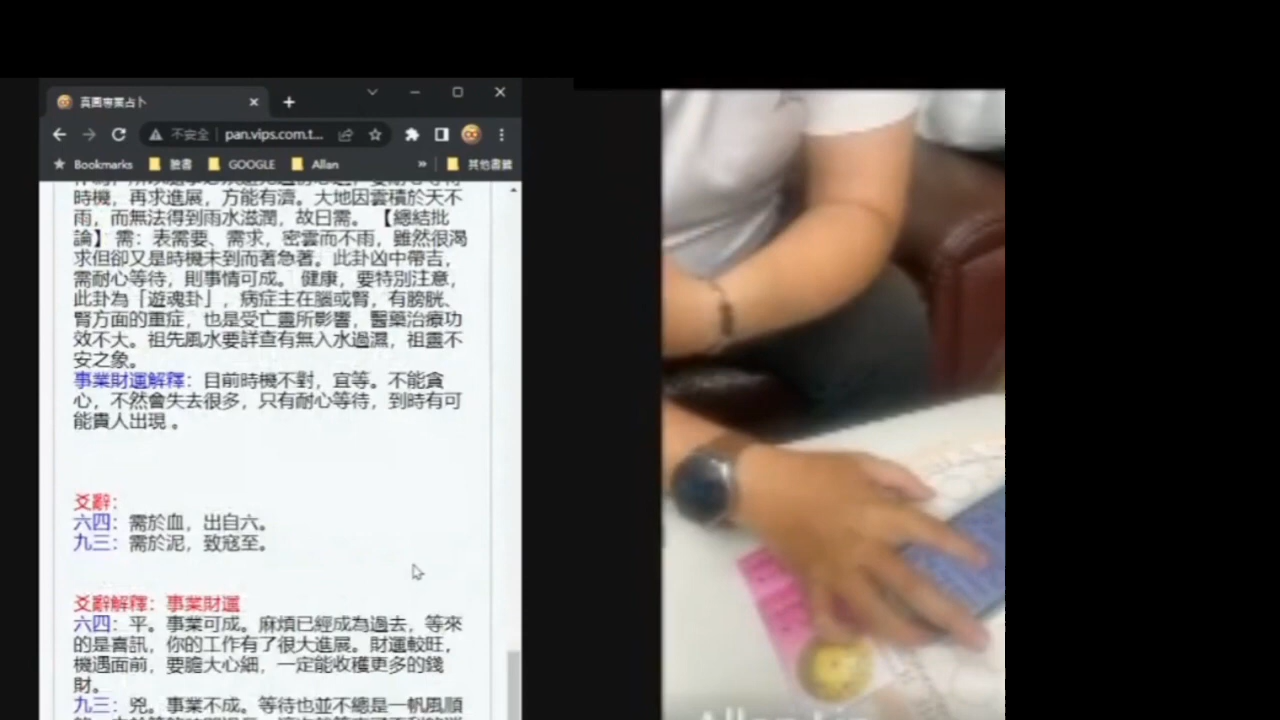 真圓專業占卜
不安全 pan.vips.com.t...
Bookmarks 臉書 GOOGLE Allan » 其他書籤
時機，再求進展，方能有濟。大地因雲積於天不
雨，而無法得到雨水滋潤，故曰需。 【總結批
論】 需：表需要、需求，密雲而不雨，雖然很渴
求但卻又是時機未到而著急著。此卦凶中帶吉，
需耐心等待，則事情可成。 健康，要特別注意，
此卦為「遊魂卦」，病症主在腦或腎，有膀胱、
腎方面的重症，也是受亡靈所影響，醫藥治療功
效不大。祖先風水要詳查有無入水過濕，祖靈不
安之象。
事業財運解釋：目前時機不對，宜等。不能貪
心，不然會失去很多，只有耐心等待，到時有可
能貴人出現 。
爻辭：
六四：需於血，出自六。
九三：需於泥，致寇至。
爻辭解釋：事業財運
六四：平。事業可成。麻煩已經成為過去，等來
的是喜訊，你的工作有了很大進展。財運較旺，
機遇面前，要膽大心細，一定能收穫更多的錢
財。
九三：兇。事業不成。等待也並不總是一帆風順